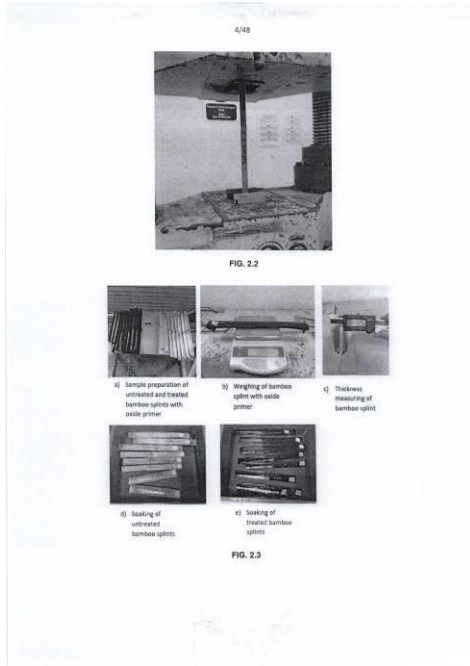 4/48
FIG. 2.2
a) Sample preparation of
untreated and treated
bamboo splints with
oxide primer
b) Weighing of bamboo
splint with oxide
primer
c) Thickness
measuring of
bamboo splint
d) Soaking of
untreated
bamboo splints
e) Soaking of
treated bamboo
splints
FIG. 2.3